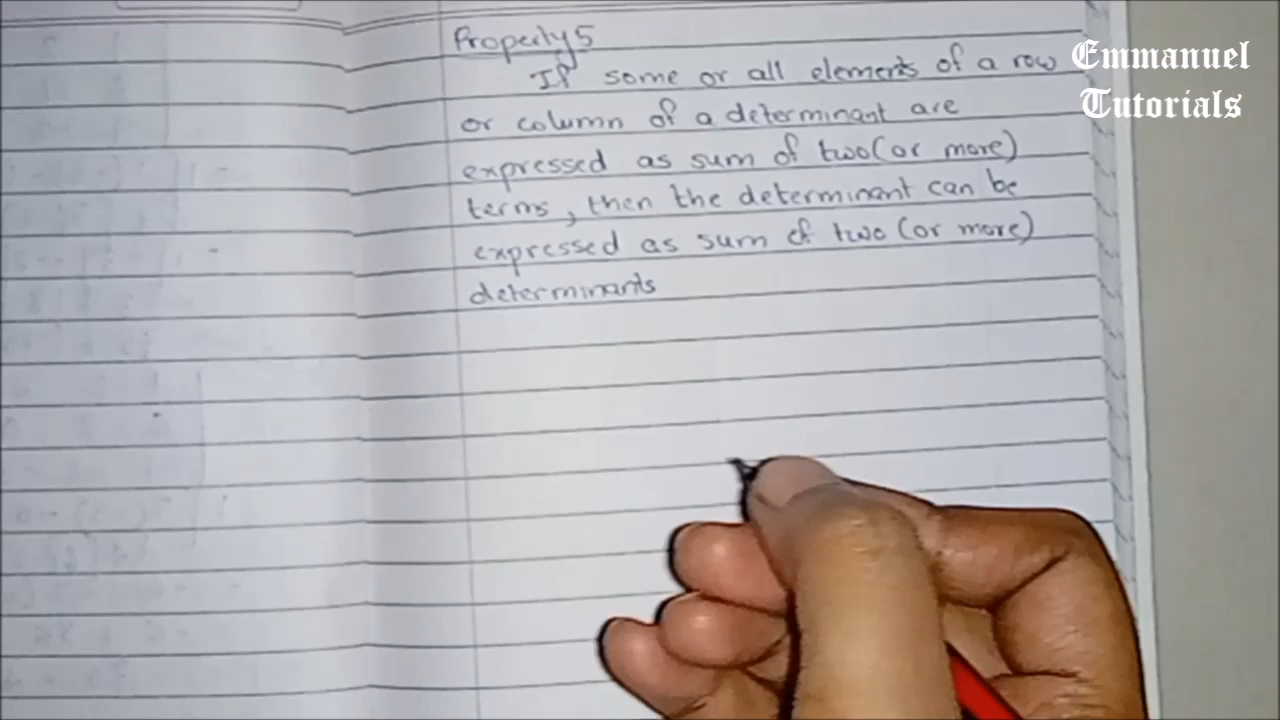 Property 5
If some or all elements of a row
or column of a determinant are
expressed as sum of two (or more)
terms, then the determinant can be
expressed as sum of two (or more)
determinants
Emmanuel
Tutorials